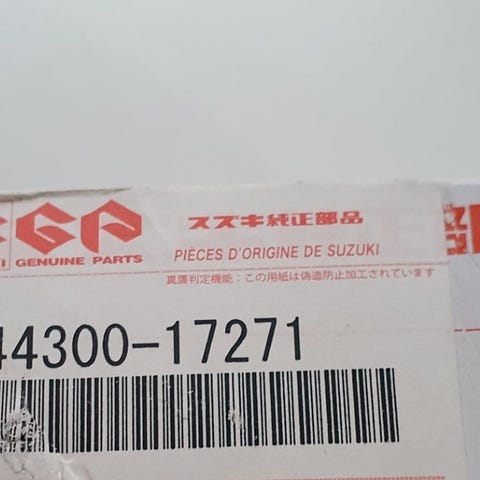 スズキ純正部品
GENUINE PARTS
PIÈCES D'ORIGINE DE SUZUKI
真贋判定機能：この用紙は偽造防止加工されています
44300-17271